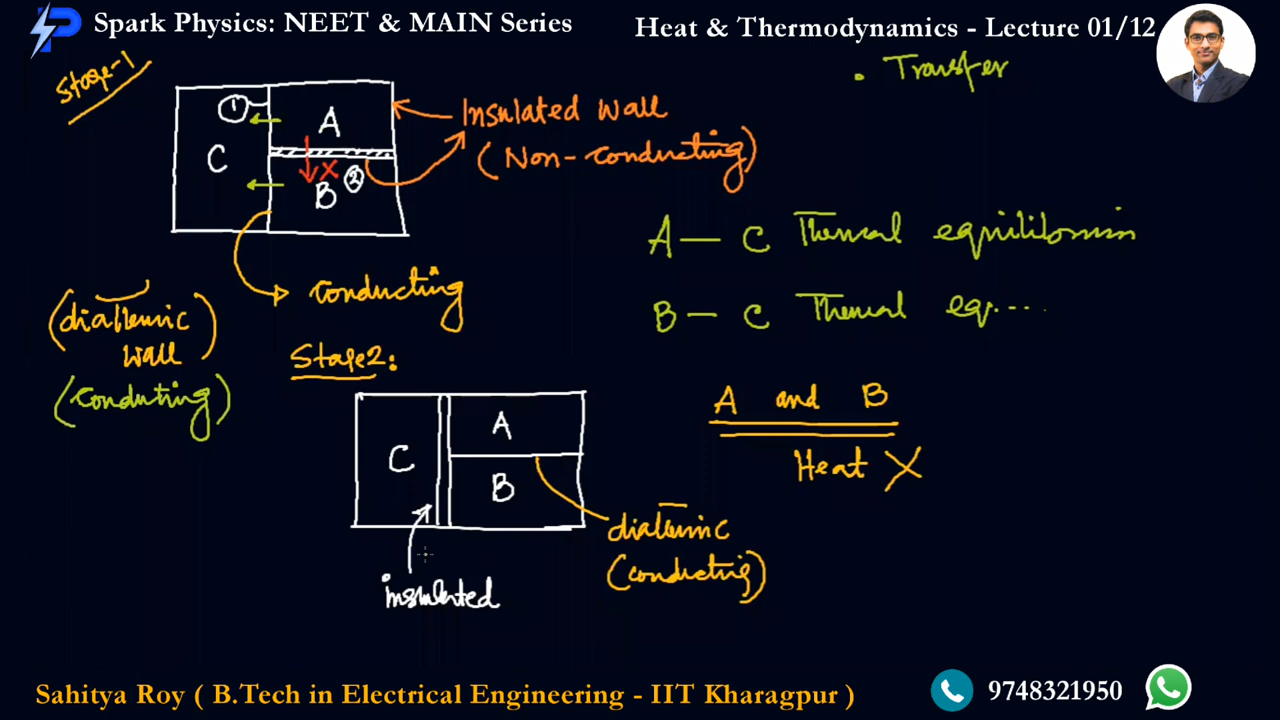 Spark Physics: NEET & MAIN Series
Heat & Thermodynamics - Lecture 01/12
Stage-1
• Transfer
1
A
C
B
2
Insulated wall
(Non-conducting)
A — C Thermal equilibrium
B — C Thermal eq....
conducting
(diathermic
wall)
(conducting)
Stage2:
A
C
B
A and B
Heat X
diathermic
(conducting)
insulated
Sahitya Roy ( B.Tech in Electrical Engineering - IIT Kharagpur )
9748321950